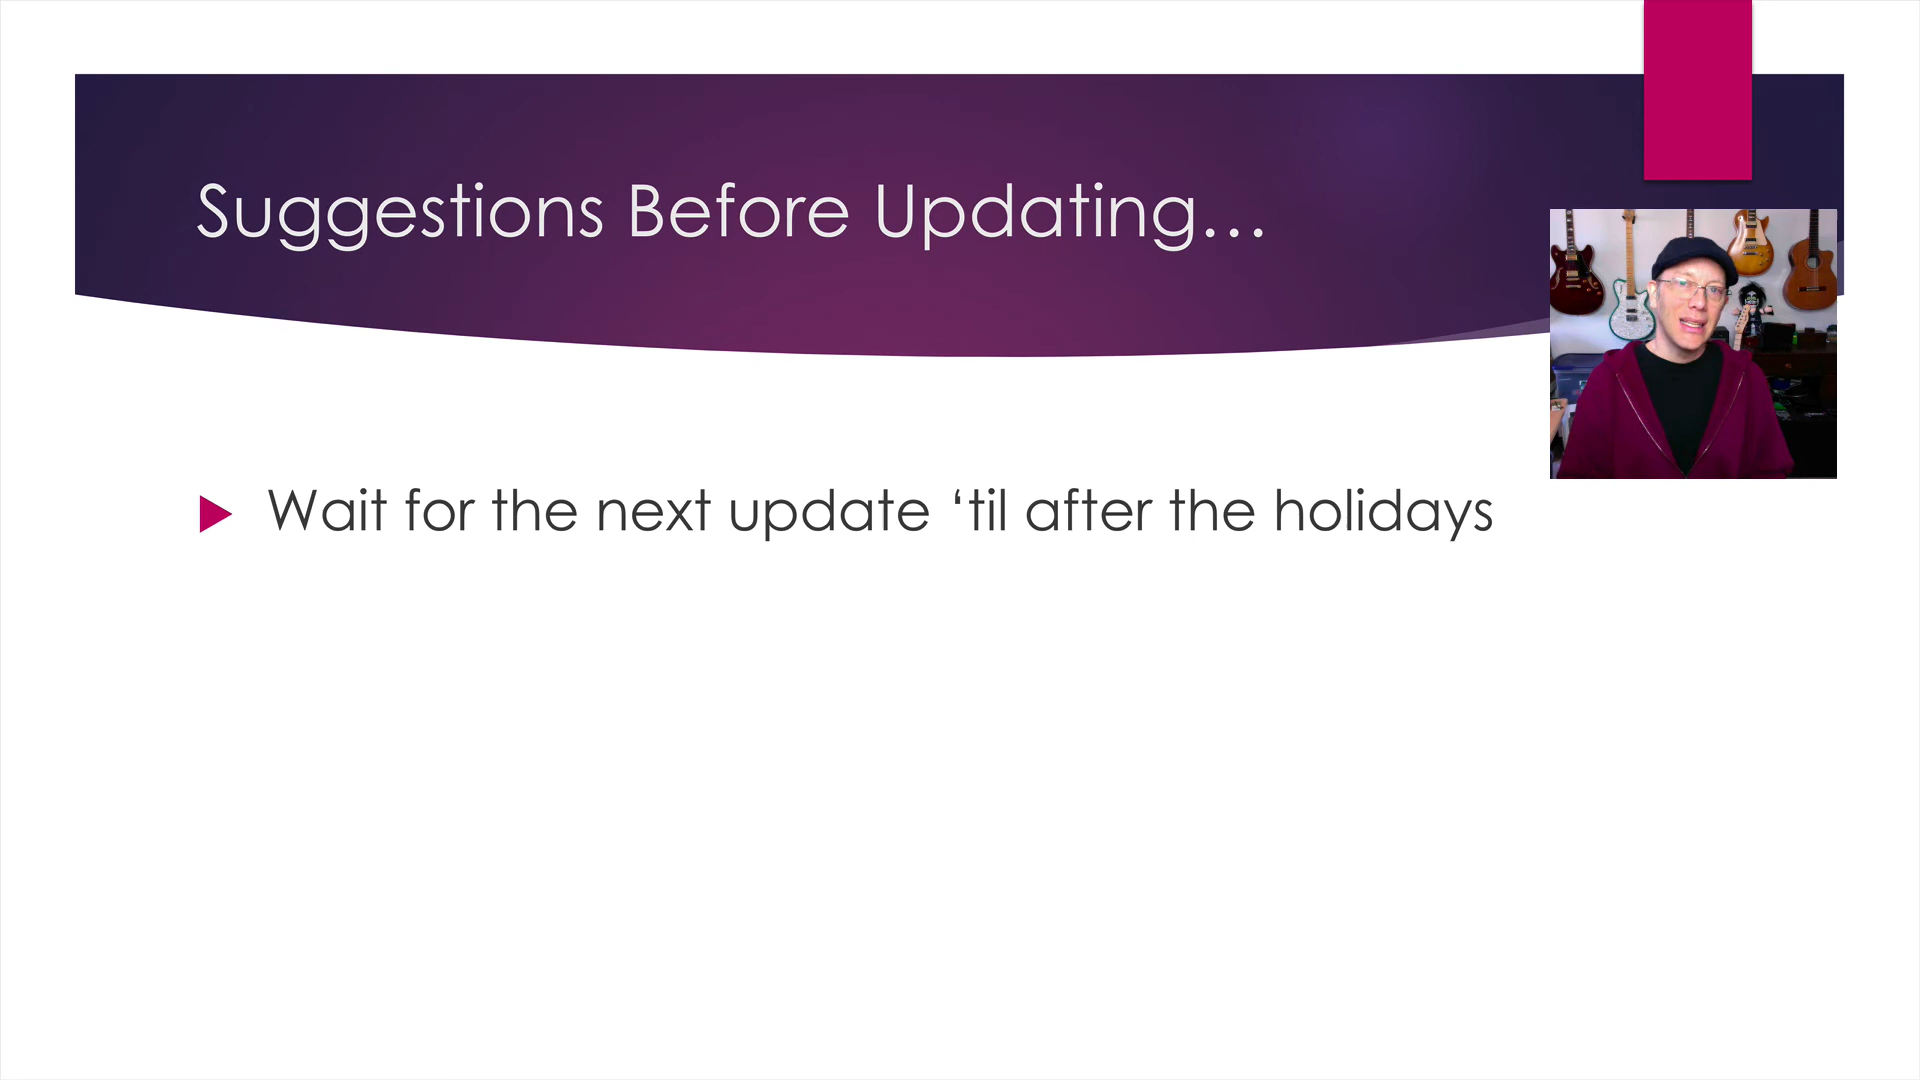 Suggestions Before Updating…
Wait for the next update ‘til after the holidays